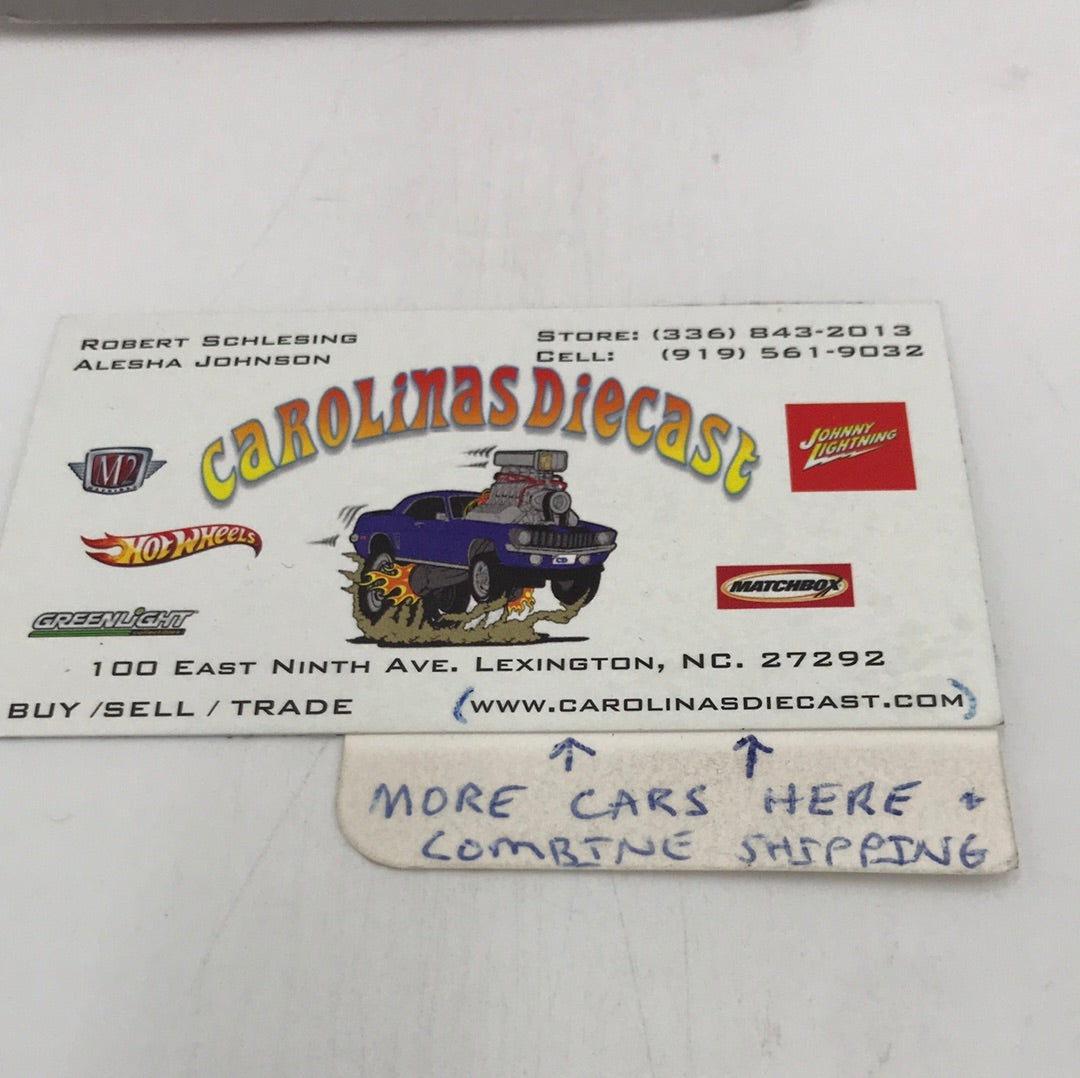 ROBERT SCHLESING
ALESHA JOHNSON
STORE: (336) 843-2013
CELL: (919) 561-9032
CAROLINAS DIECAST
M2
JOHNNY
LIGHTNING
HOT WHEELS
CD
MATCHBOX
GREENLIGHT
100 EAST NINTH AVE. LEXINGTON, NC. 27292
BUY /SELL / TRADE
(WWW.CAROLINASDIECAST.COM)
MORE CARS HERE +
COMBINE SHIPPING